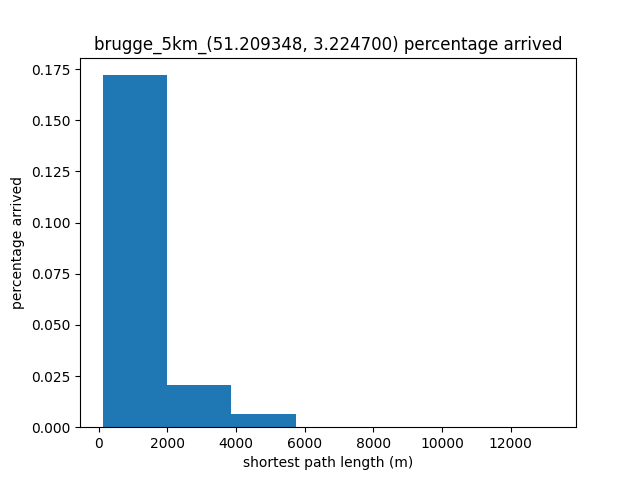 brugge_5km_(51.209348, 3.224700) percentage arrived
0.175
0.150
0.125
0.100
0.075
0.050
0.025
0.000
percentage arrived
0 2000 4000 6000 8000 10000 12000
shortest path length (m)